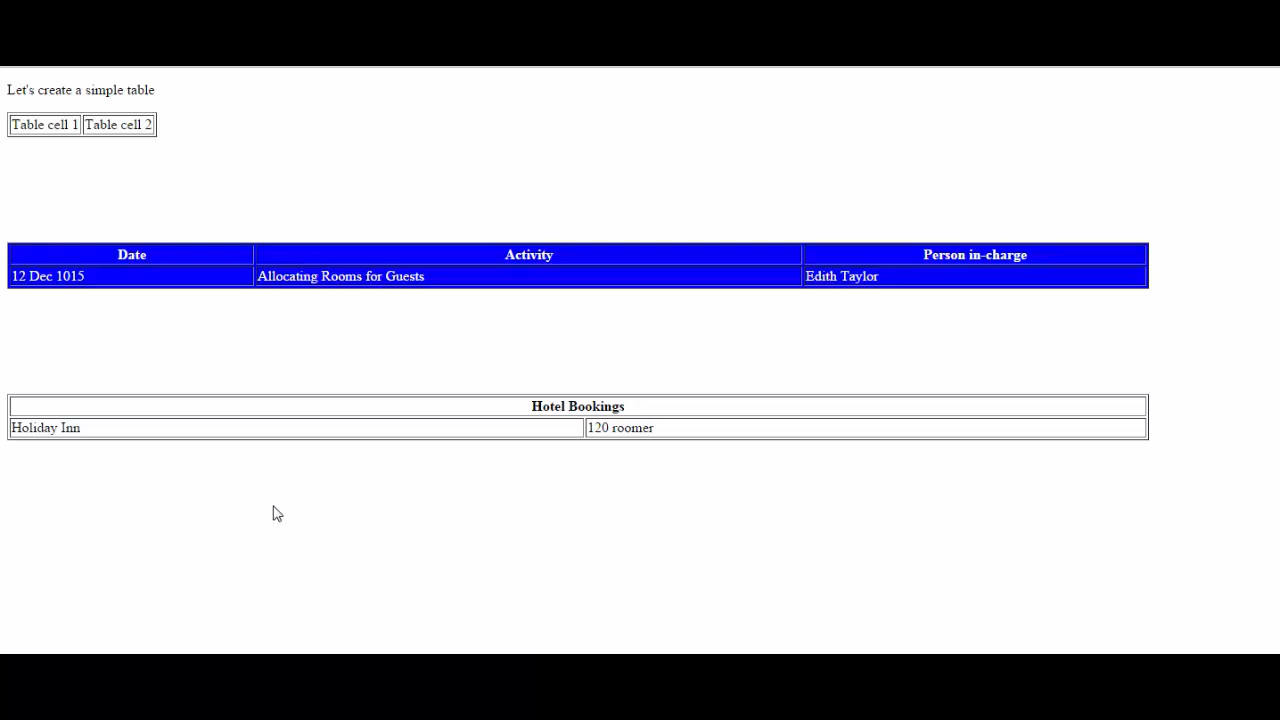 Let's create a simple table
Table cell 1 Table cell 2
Date Activity Person in-charge
12 Dec 1015 Allocating Rooms for Guests Edith Taylor
Hotel Bookings
Holiday Inn 120 roomer